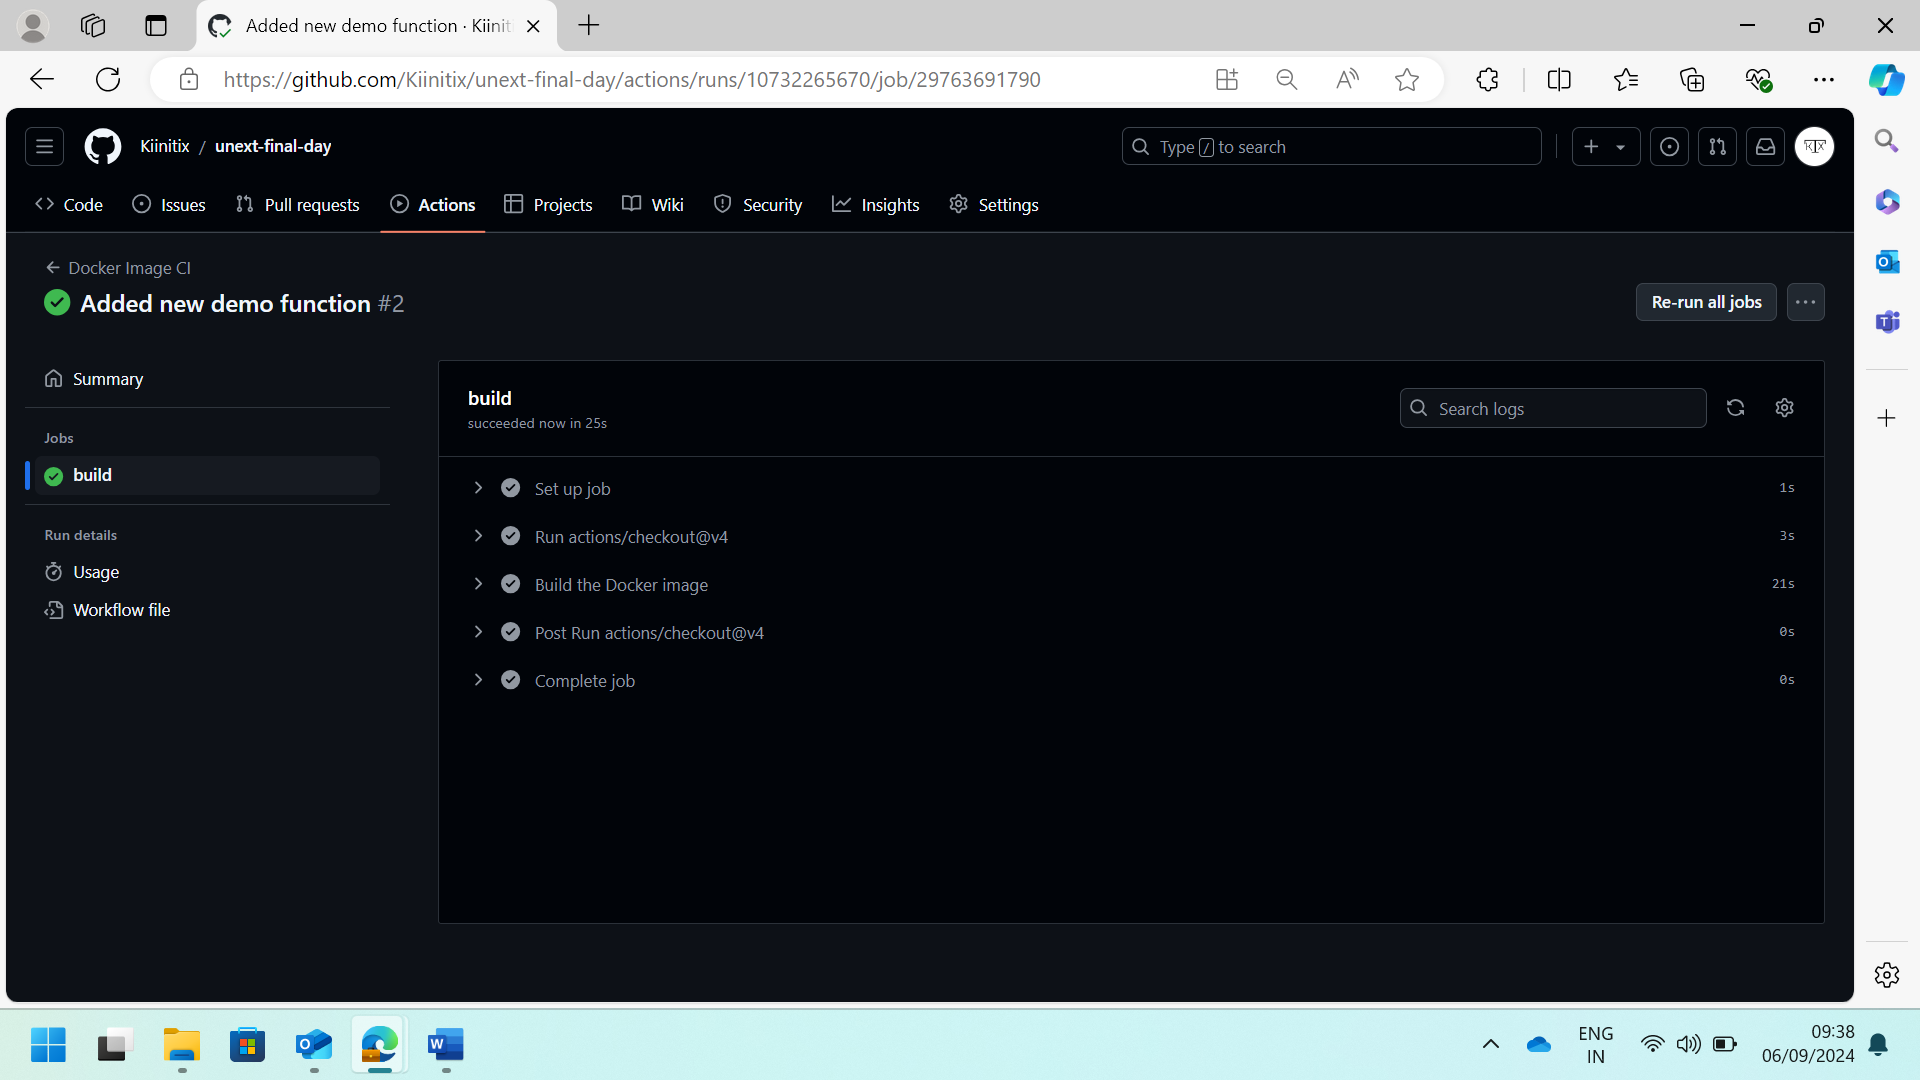 Added new demo function · Kiinit
https://github.com/Kiinitix/unext-final-day/actions/runs/10732265670/job/29763691790
Kiinitix / unext-final-day
Type / to search
Code
Issues
Pull requests
Actions
Projects
Wiki
Security
Insights
Settings
Docker Image CI
Added new demo function #2
Re-run all jobs
Summary
Jobs
build
Run details
Usage
Workflow file
build
succeeded now in 25s
Search logs
Set up job 1s
Run actions/checkout@v4 3s
Build the Docker image 21s
Post Run actions/checkout@v4 0s
Complete job 0s
ENG
IN
09:38
06/09/2024